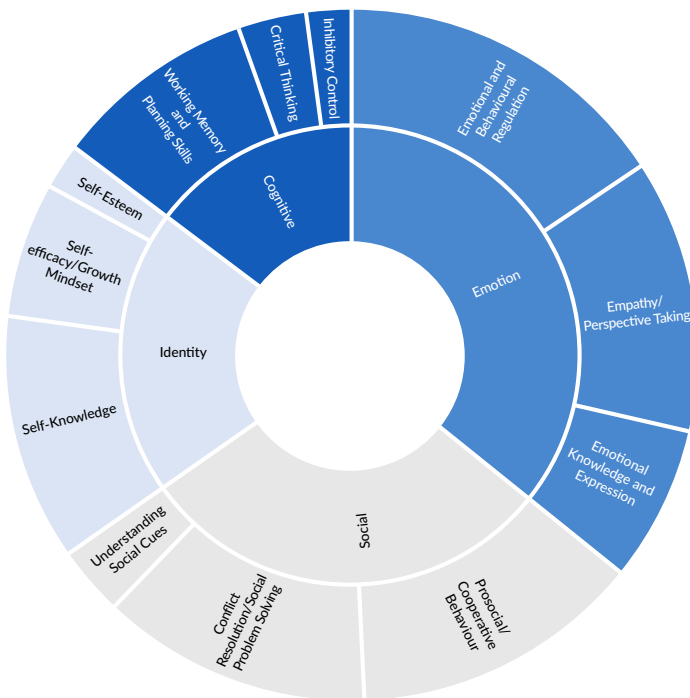 Emotion
Emotional and
Behavioural
Regulation
Empathy/
Perspective Taking
Emotional
Knowledge and
Expression
Social
Prosocial/
Cooperative
Behaviour
Conflict
Resolution/Social
Problem Solving
Understanding
Social Cues
Identity
Self-Knowledge
Self-
efficacy/Growth
Mindset
Self-Esteem
Cognitive
Working Memory
and
Planning Skills
Critical Thinking
Inhibitory Control